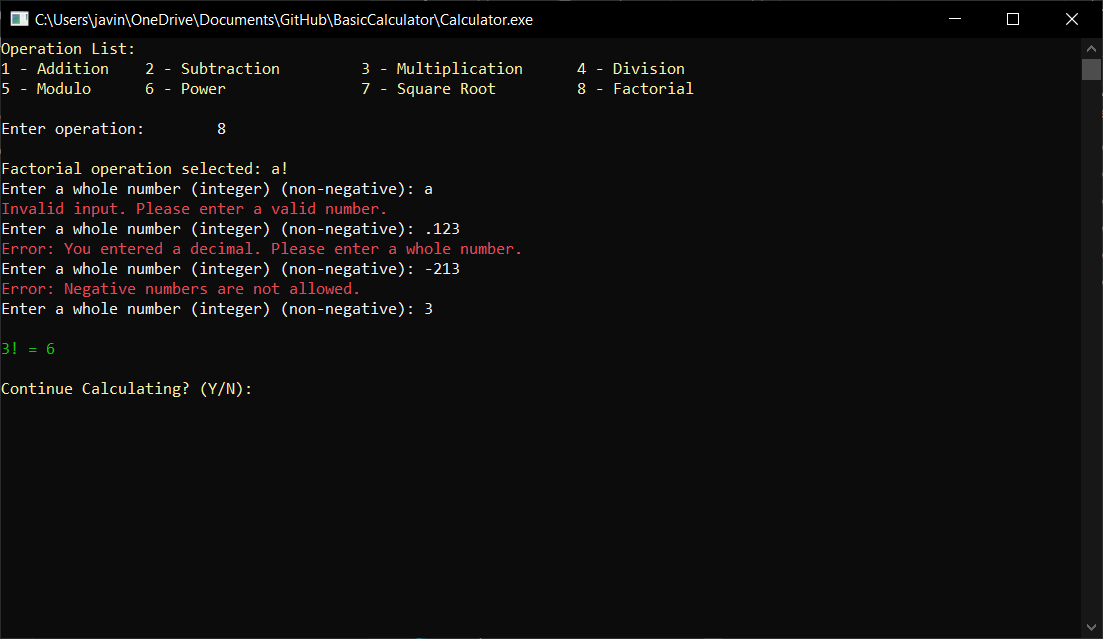 C:\Users\javin\OneDrive\Documents\GitHub\BasicCalculator\Calculator.exe
Operation List:
1 - Addition    2 - Subtraction         3 - Multiplication      4 - Division
5 - Modulo      6 - Power               7 - Square Root         8 - Factorial
Enter operation:        8
Factorial operation selected: a!
Enter a whole number (integer) (non-negative): a
Invalid input. Please enter a valid number.
Enter a whole number (integer) (non-negative): .123
Error: You entered a decimal. Please enter a whole number.
Enter a whole number (integer) (non-negative): -213
Error: Negative numbers are not allowed.
Enter a whole number (integer) (non-negative): 3
3! = 6
Continue Calculating? (Y/N):